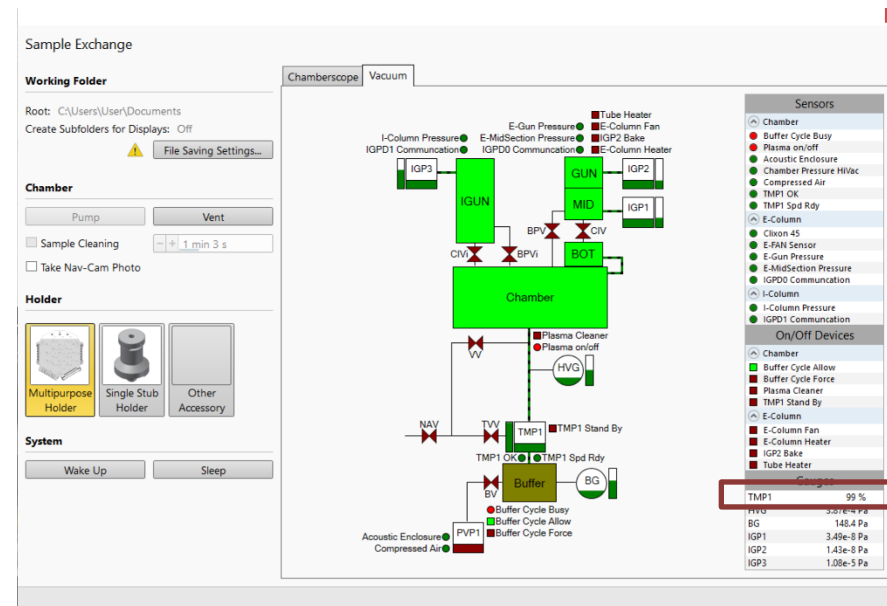 Sample Exchange
Working Folder
Root: C:\Users\User\Documents
Create Subfolders for Displays: Off
File Saving Settings...
Chamber
Pump
Vent
Sample Cleaning
− + 1 min 3 s
Take Nav-Cam Photo
Holder
Multipurpose
Holder
Single Stub
Holder
Other
Accessory
System
Wake Up
Sleep
Chamberscope
Vacuum
Tube Heater
E-Gun Pressure
E-Column Fan
I-Column Pressure
E-MidSection Pressure
IGP2 Bake
IGPD1 Communcation
IGPD0 Communcation
E-Column Heater
IGP3
IGUN
GUN
IGP2
MID
IGP1
BPV
CIV
CIVi
BPVi
BOT
Chamber
Plasma Cleaner
Plasma on/off
VV
HVG
NAV
TVV
TMP1
TMP1 Stand By
TMP1 OK
TMP1 Spd Rdy
Buffer
BG
BV
Buffer Cycle Busy
Buffer Cycle Allow
Buffer Cycle Force
PVP1
Acoustic Enclosure
Compressed Air
Sensors
Chamber
Buffer Cycle Busy
Plasma on/off
Acoustic Enclosure
Chamber Pressure HiVac
Compressed Air
TMP1 OK
TMP1 Spd Rdy
E-Column
Clixon 45
E-FAN Sensor
E-Gun Pressure
E-MidSection Pressure
IGPD0 Communcation
I-Column
I-Column Pressure
IGPD1 Communcation
On/Off Devices
Chamber
Buffer Cycle Allow
Buffer Cycle Force
Plasma Cleaner
TMP1 Stand By
E-Column
E-Column Fan
E-Column Heater
IGP2 Bake
Tube Heater
Gauges
TMP1 99 %
HVG 5.87e-4 Pa
BG 148.4 Pa
IGP1 3.49e-8 Pa
IGP2 1.43e-8 Pa
IGP3 1.08e-5 Pa